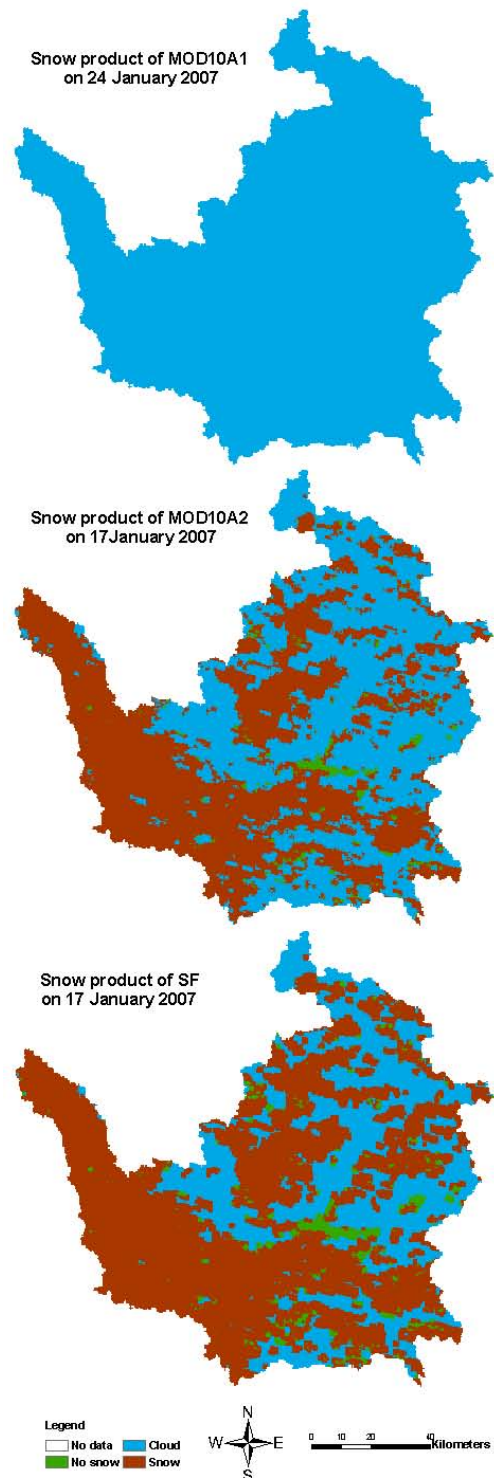 Snow product of MOD10A1
on 24 January 2007
Snow product of MOD10A2
on 17January 2007
Snow product of SF
on 17 January 2007
Legend
No data
Cloud
No snow
Snow
N
W
E
S
0 10 20 40
Kilometers